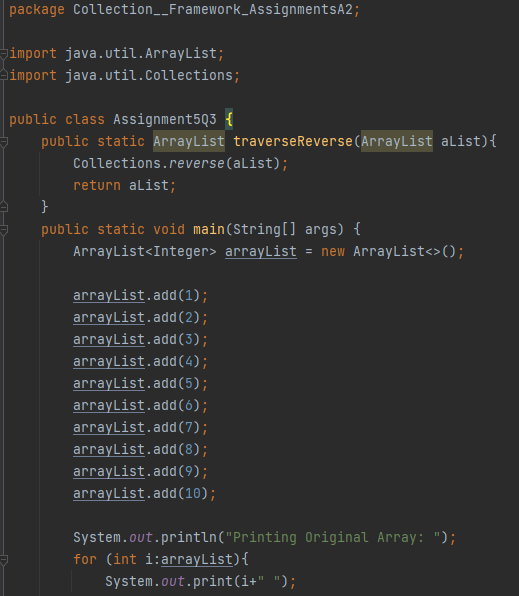 package Collection__Framework_AssignmentsA2;
import java.util.ArrayList;
import java.util.Collections;
public class Assignment5Q3 {
    public static ArrayList traverseReverse(ArrayList aList){
        Collections.reverse(aList);
        return aList;
    }
    public static void main(String[] args) {
        ArrayList<Integer> arrayList = new ArrayList<>();
        arrayList.add(1);
        arrayList.add(2);
        arrayList.add(3);
        arrayList.add(4);
        arrayList.add(5);
        arrayList.add(6);
        arrayList.add(7);
        arrayList.add(8);
        arrayList.add(9);
        arrayList.add(10);
        System.out.println("Printing Original Array: ");
        for (int i:arrayList){
            System.out.print(i+" ");